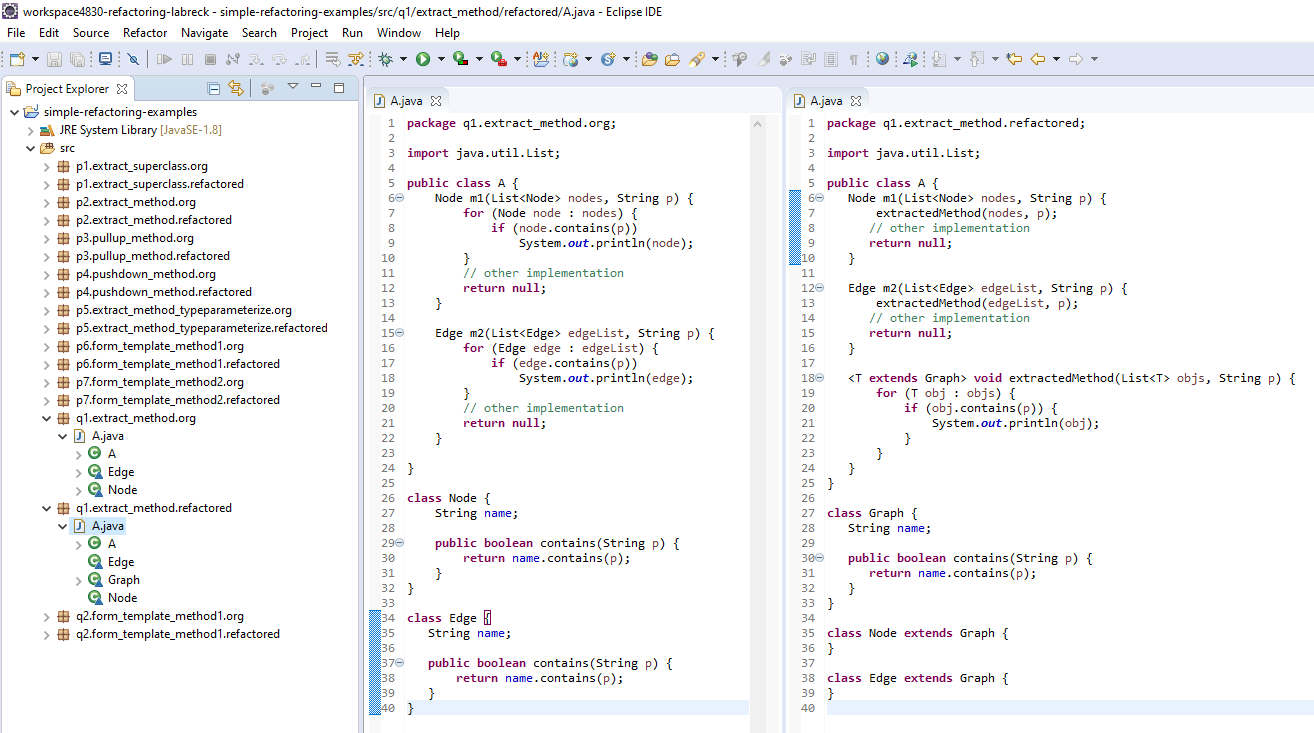 workspace4830-refactoring-labreck - simple-refactoring-examples/src/q1/extract_method/refactored/A.java - Eclipse IDE
File Edit Source Refactor Navigate Search Project Run Window Help
Project Explorer
simple-refactoring-examples
JRE System Library [JavaSE-1.8]
src
p1.extract_superclass.org
p1.extract_superclass.refactored
p2.extract_method.org
p2.extract_method.refactored
p3.pullup_method.org
p3.pullup_method.refactored
p4.pushdown_method.org
p4.pushdown_method.refactored
p5.extract_method_typeparameterize.org
p5.extract_method_typeparameterize.refactored
p6.form_template_method1.org
p6.form_template_method1.refactored
p7.form_template_method2.org
p7.form_template_method2.refactored
q1.extract_method.org
A.java
A
Edge
Node
q1.extract_method.refactored
A.java
A
Edge
Graph
Node
q2.form_template_method1.org
q2.form_template_method1.refactored
A.java
1 package q1.extract_method.org;
2
3 import java.util.List;
4
5 public class A {
6 Node m1(List<Node> nodes, String p) {
7 for (Node node : nodes) {
8 if (node.contains(p))
9 System.out.println(node);
10 }
11 // other implementation
12 return null;
13 }
14
15 Edge m2(List<Edge> edgeList, String p) {
16 for (Edge edge : edgeList) {
17 if (edge.contains(p))
18 System.out.println(edge);
19 }
20 // other implementation
21 return null;
22 }
23
24 }
25
26 class Node {
27 String name;
28
29 public boolean contains(String p) {
30 return name.contains(p);
31 }
32 }
33
34 class Edge {
35 String name;
36
37 public boolean contains(String p) {
38 return name.contains(p);
39 }
40 }
A.java
1 package q1.extract_method.refactored;
2
3 import java.util.List;
4
5 public class A {
6 Node m1(List<Node> nodes, String p) {
7 extractedMethod(nodes, p);
8 // other implementation
9 return null;
10 }
11
12 Edge m2(List<Edge> edgeList, String p) {
13 extractedMethod(edgeList, p);
14 // other implementation
15 return null;
16 }
17
18 <T extends Graph> void extractedMethod(List<T> objs, String p) {
19 for (T obj : objs) {
20 if (obj.contains(p)) {
21 System.out.println(obj);
22 }
23 }
24 }
25 }
26
27 class Graph {
28 String name;
29
30 public boolean contains(String p) {
31 return name.contains(p);
32 }
33 }
34
35 class Node extends Graph {
36 }
37
38 class Edge extends Graph {
39 }
40